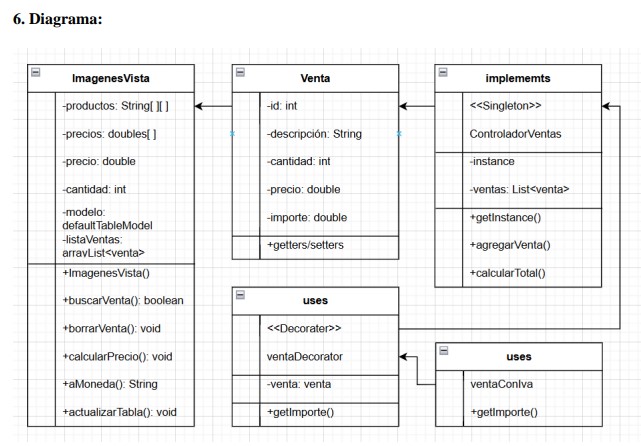 6. Diagrama:
ImagenesVista
-productos: String[ ][ ]
-precios: doubles[ ]
-precio: double
-cantidad: int
-modelo:
defaultTableModel
-listaVentas:
arrayList<venta>
+ImagenesVista()
+buscarVenta(): boolean
+borrarVenta(): void
+calcularPrecio(): void
+aMoneda(): String
+actualizarTabla(): void
Venta
-id: int
-descripción: String
-cantidad: int
-precio: double
-importe: double
+getters/setters
implememts
<<Singleton>>
ControladorVentas
-instance
-ventas: List<venta>
+getInstance()
+agregarVenta()
+calcularTotal()
uses
<<Decorater>>
ventaDecorator
-venta: venta
+getImporte()
uses
ventaConIva
+getImporte()